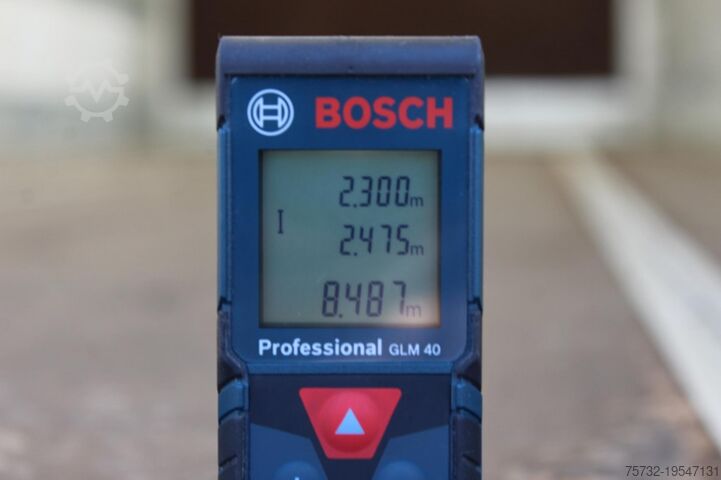 BOSCH
2.300m
2.475m
8.487m
Professional GLM 40
75732-19547131